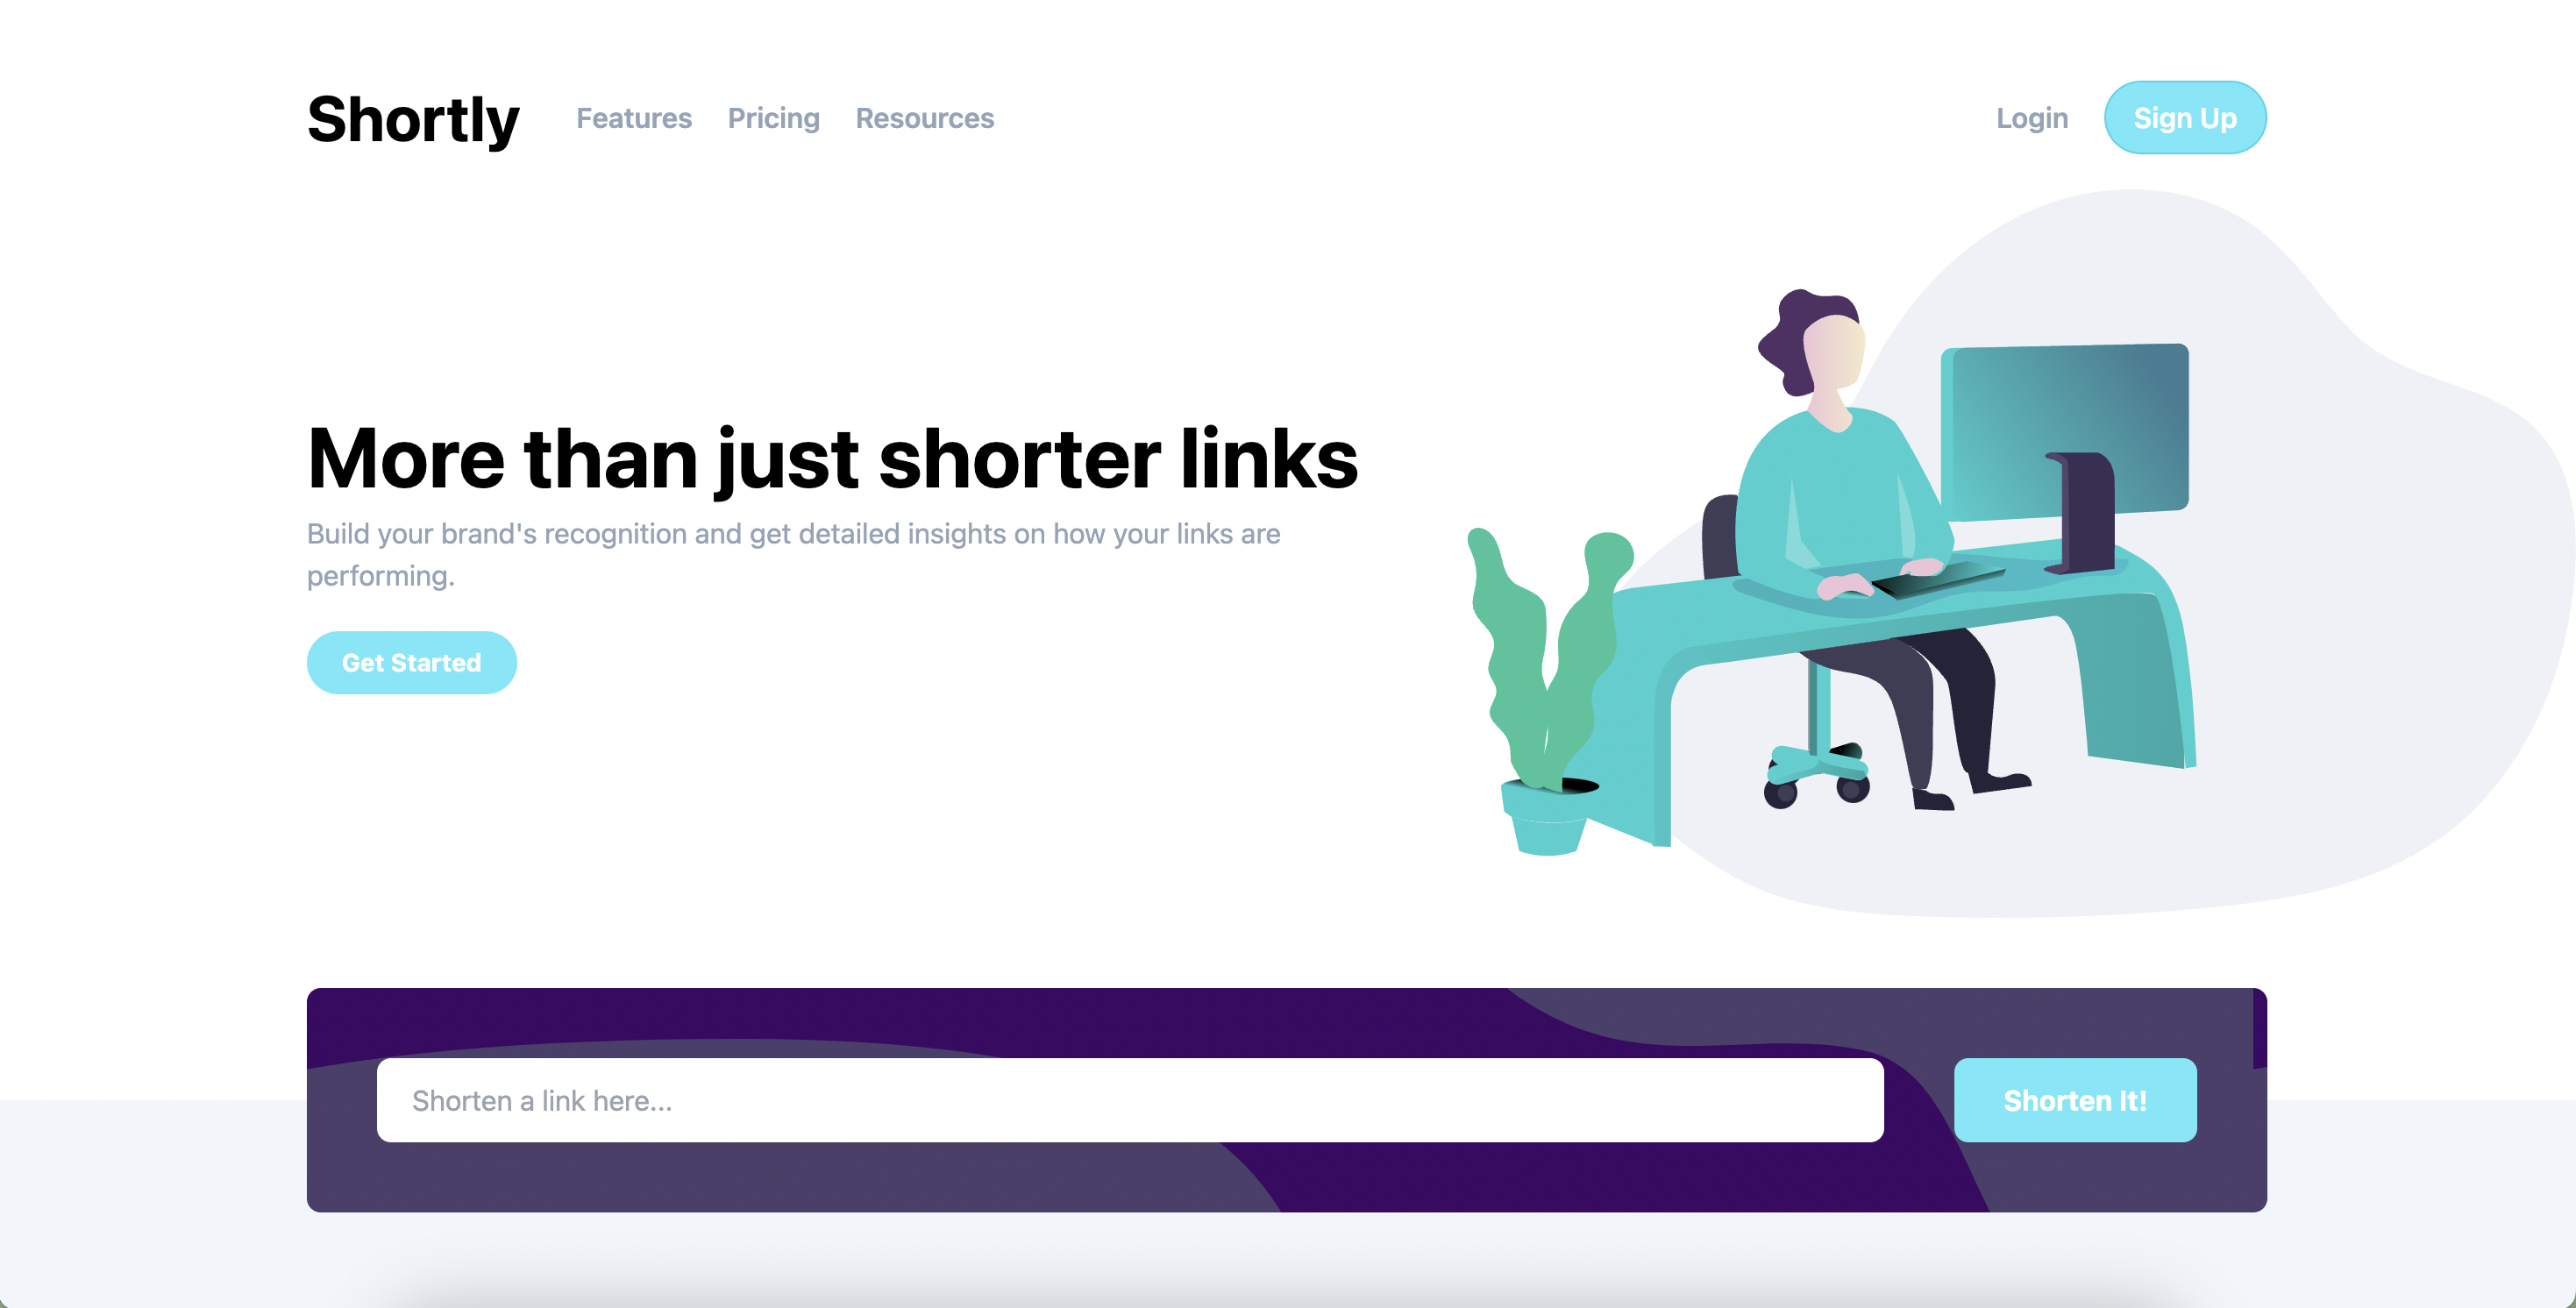 Shortly
Features Pricing Resources
Login Sign Up
More than just shorter links
Build your brand's recognition and get detailed insights on how your links are
performing.
Get Started
Shorten a link here...
Shorten It!